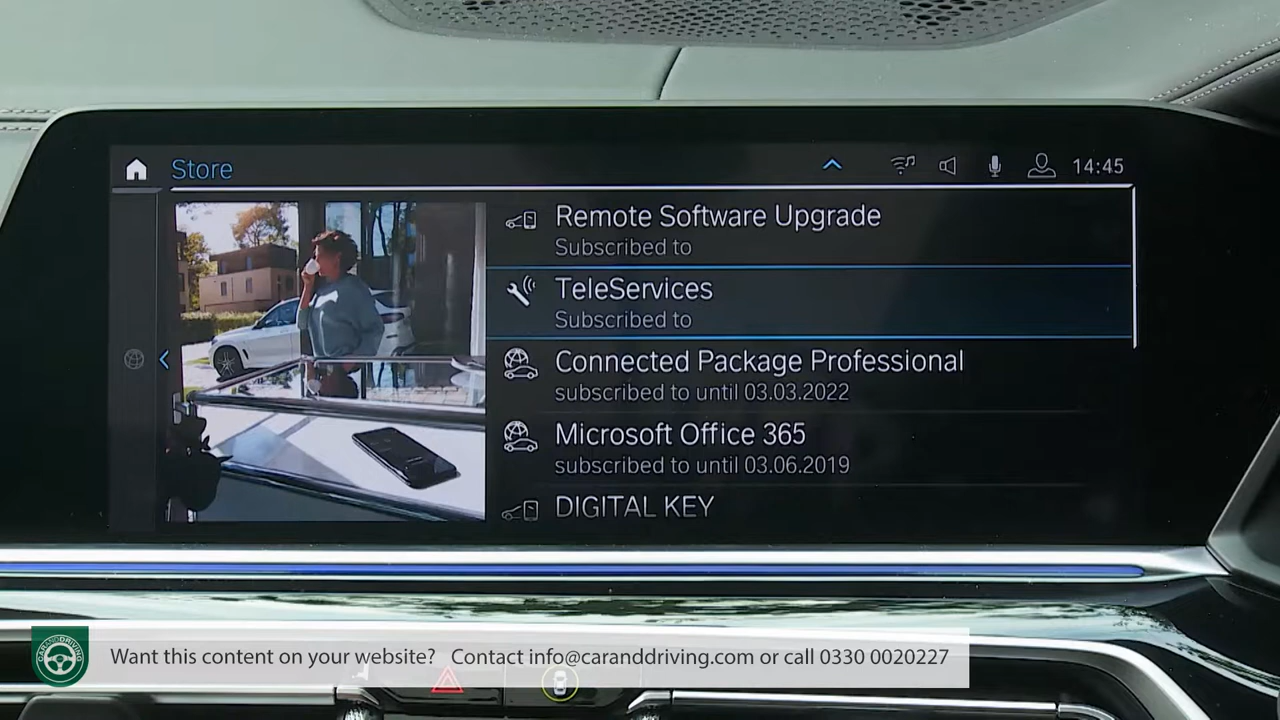 Store
14:45
Remote Software Upgrade
Subscribed to
TeleServices
Subscribed to
Connected Package Professional
subscribed to until 03.03.2022
Microsoft Office 365
subscribed to until 03.06.2019
DIGITAL KEY
CARANDDRIVING
Want this content on your website? Contact info@caranddriving.com or call 0330 0020227